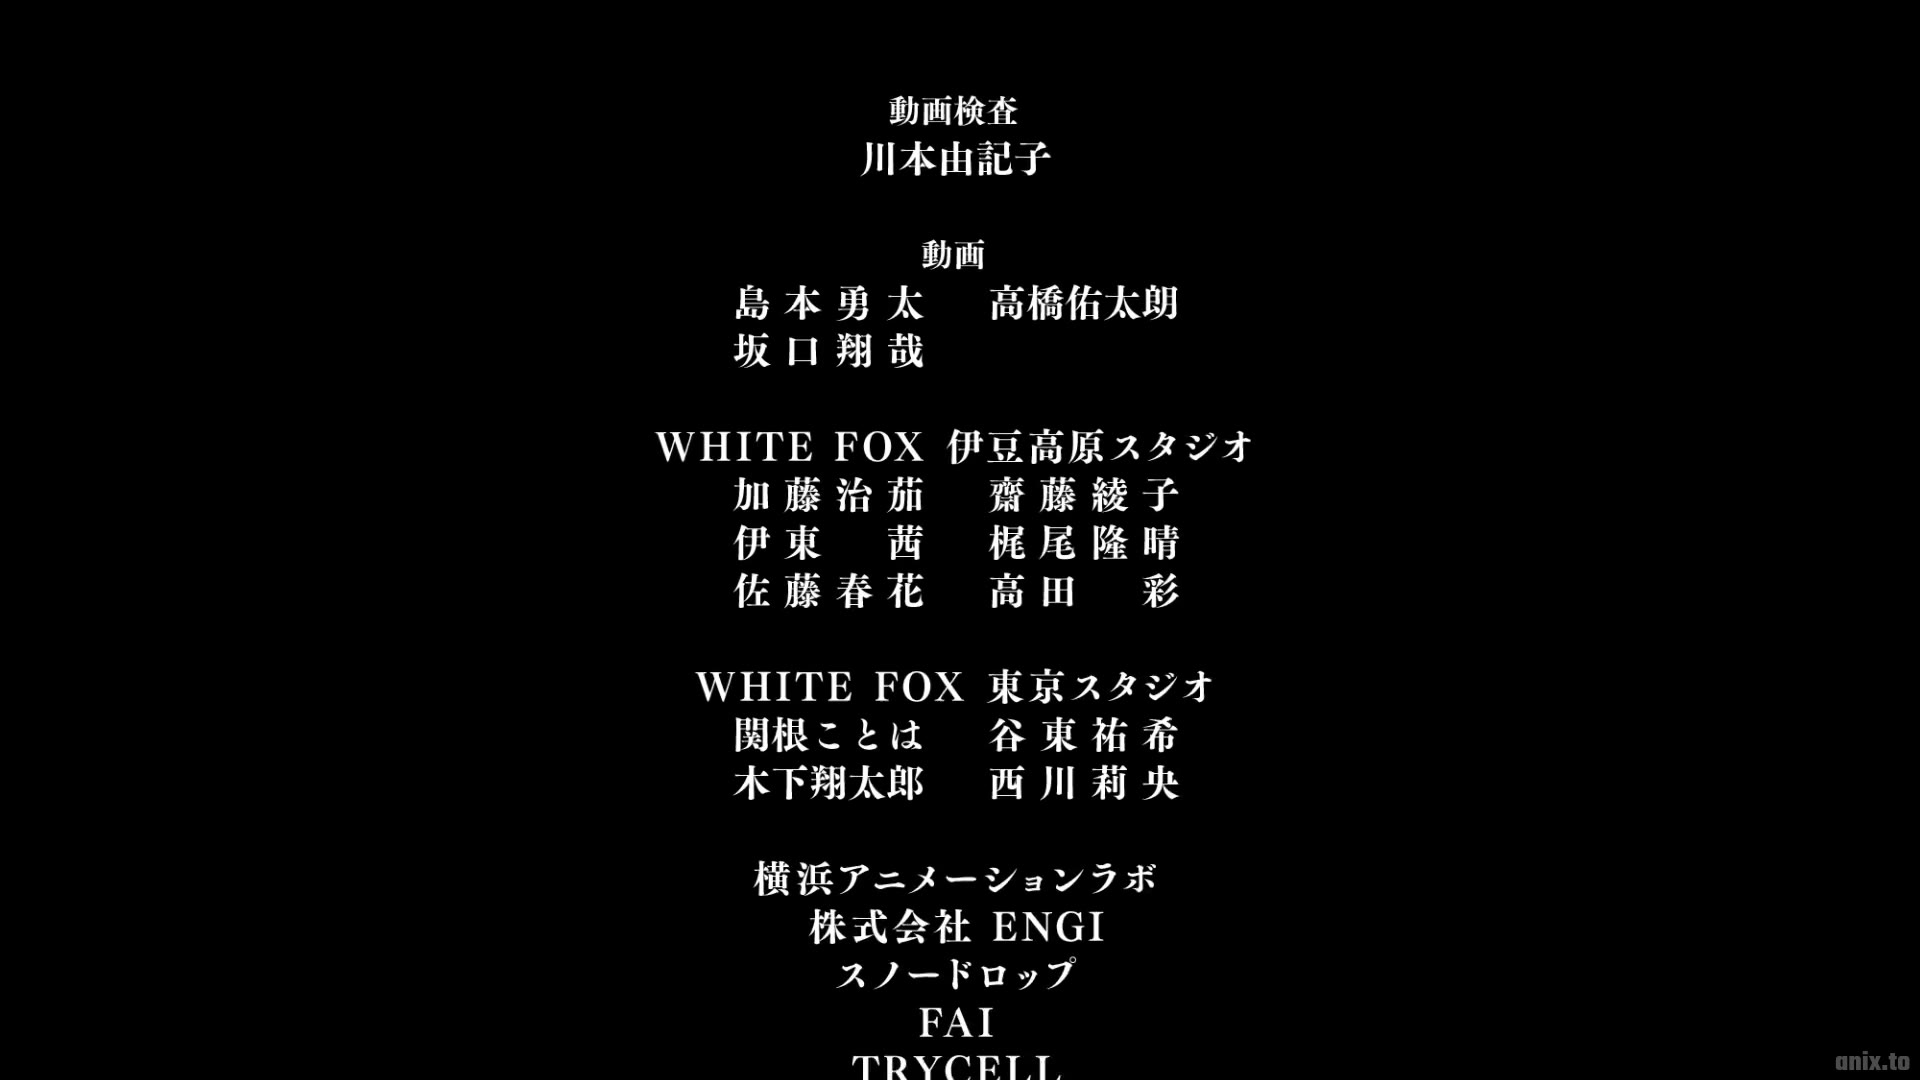 動画検査
川本由記子
動画
島本勇太 高橋佑太朗
坂口翔哉
WHITE FOX 伊豆高原スタジオ
加藤治茄 齋藤綾子
伊東 茜 梶尾隆晴
佐藤春花 高田 彩
WHITE FOX 東京スタジオ
関根ことは 谷東祐希
木下翔太郎 西川莉央
横浜アニメーションラボ
株式会社 ENGI
スノードロップ
FAI
TRYCELL
anix.to